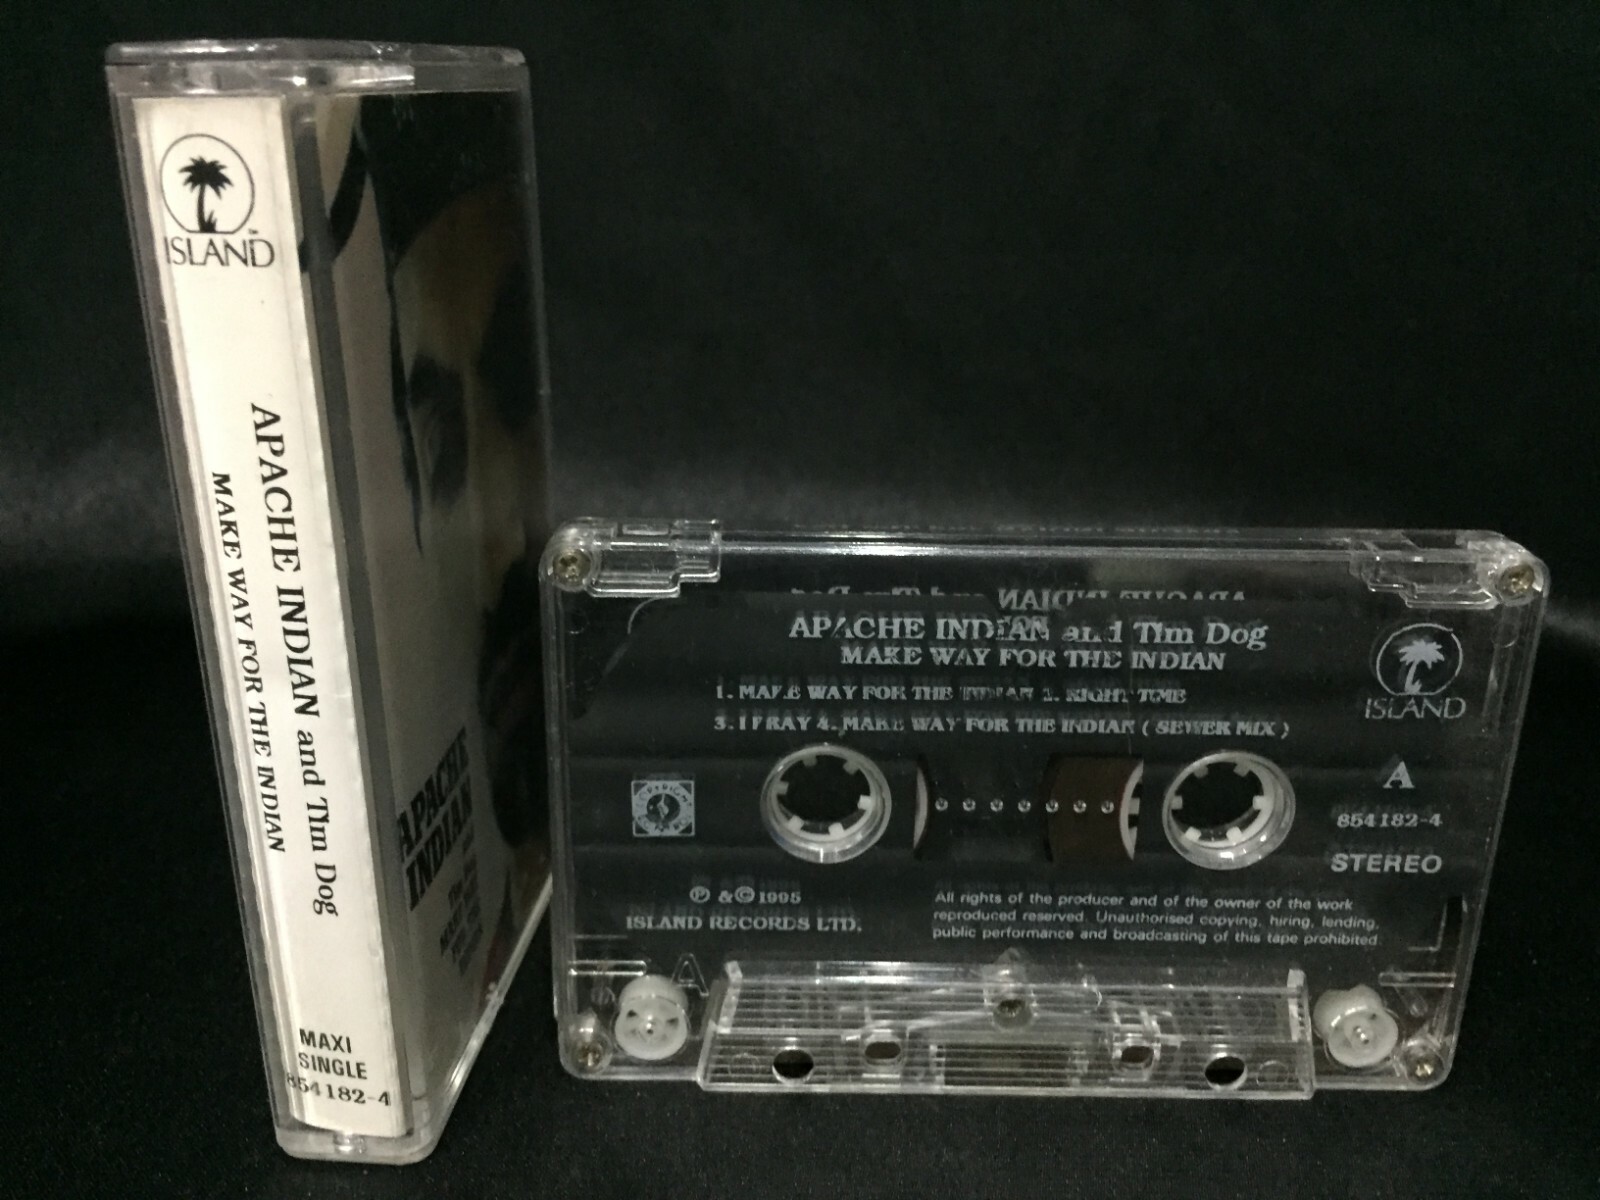 ISLAND
APACHE INDIAN and Tim Dog
MAKE WAY FOR THE INDIAN
MAXI
SINGLE
854 182-4
APACHE
INDIAN
APACHE INDIAN and Tim Dog
MAKE WAY FOR THE INDIAN
1. MAKE WAY FOR THE INDIAN 2. RIGHT TIME
3. I PRAY 4. MAKE WAY FOR THE INDIAN ( SEWER MIX )
ISLAND
A
854 182-4
STEREO
℗ & © 1995
ISLAND RECORDS LTD.
All rights of the producer and of the owner of the work
reproduced reserved. Unauthorised copying, hiring, lending,
public performance and broadcasting of this tape prohibited.
A